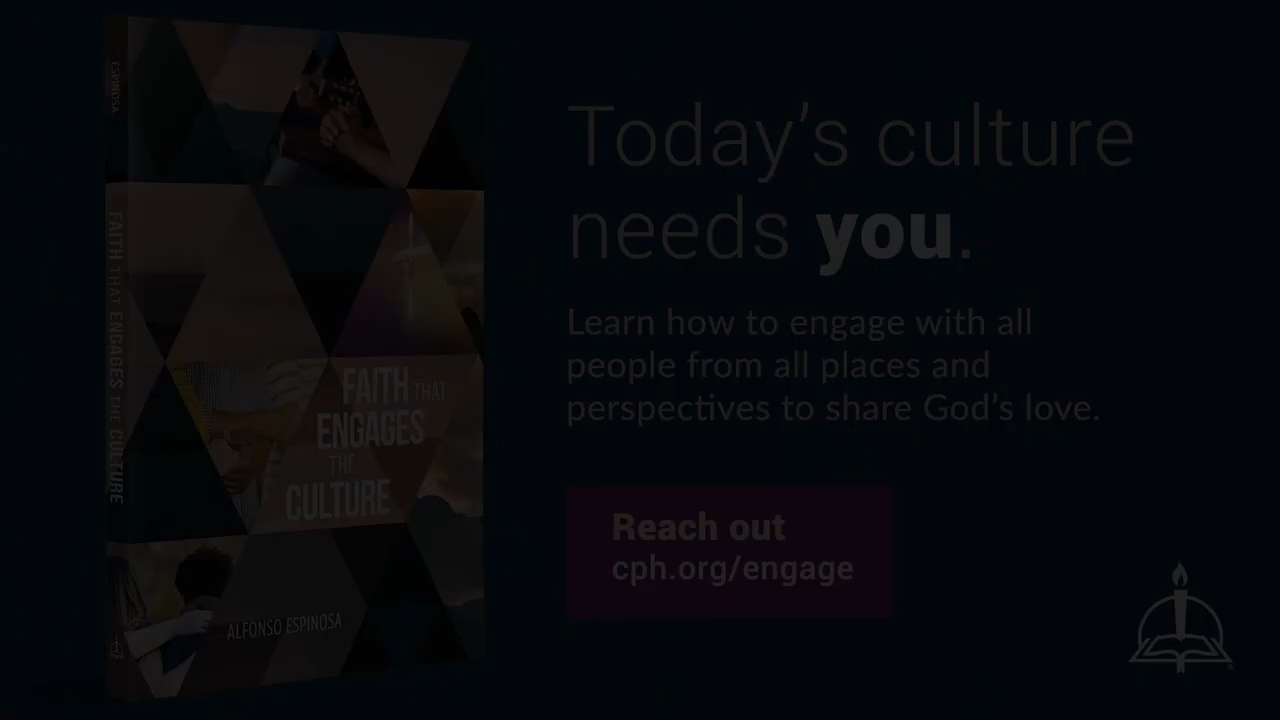 ESPINOSA
FAITH THAT ENGAGES THE CULTURE
FAITH THAT
ENGAGES
THE
CULTURE
ALFONSO ESPINOSA
Today’s culture
needs you.
Learn how to engage with all
people from all places and
perspectives to share God’s love.
Reach out
cph.org/engage